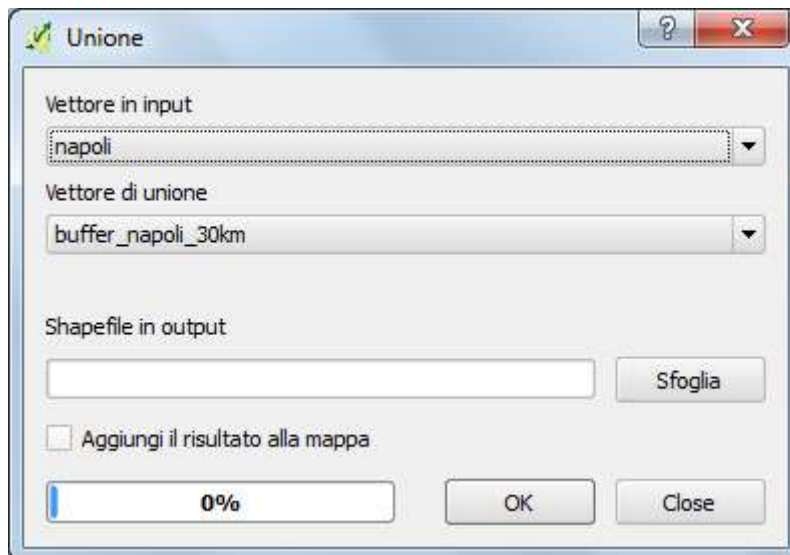 Unione
Vettore in input
napoli
Vettore di unione
buffer_napoli_30km
Shapefile in output
Sfoglia
Aggiungi il risultato alla mappa
0%
OK
Close